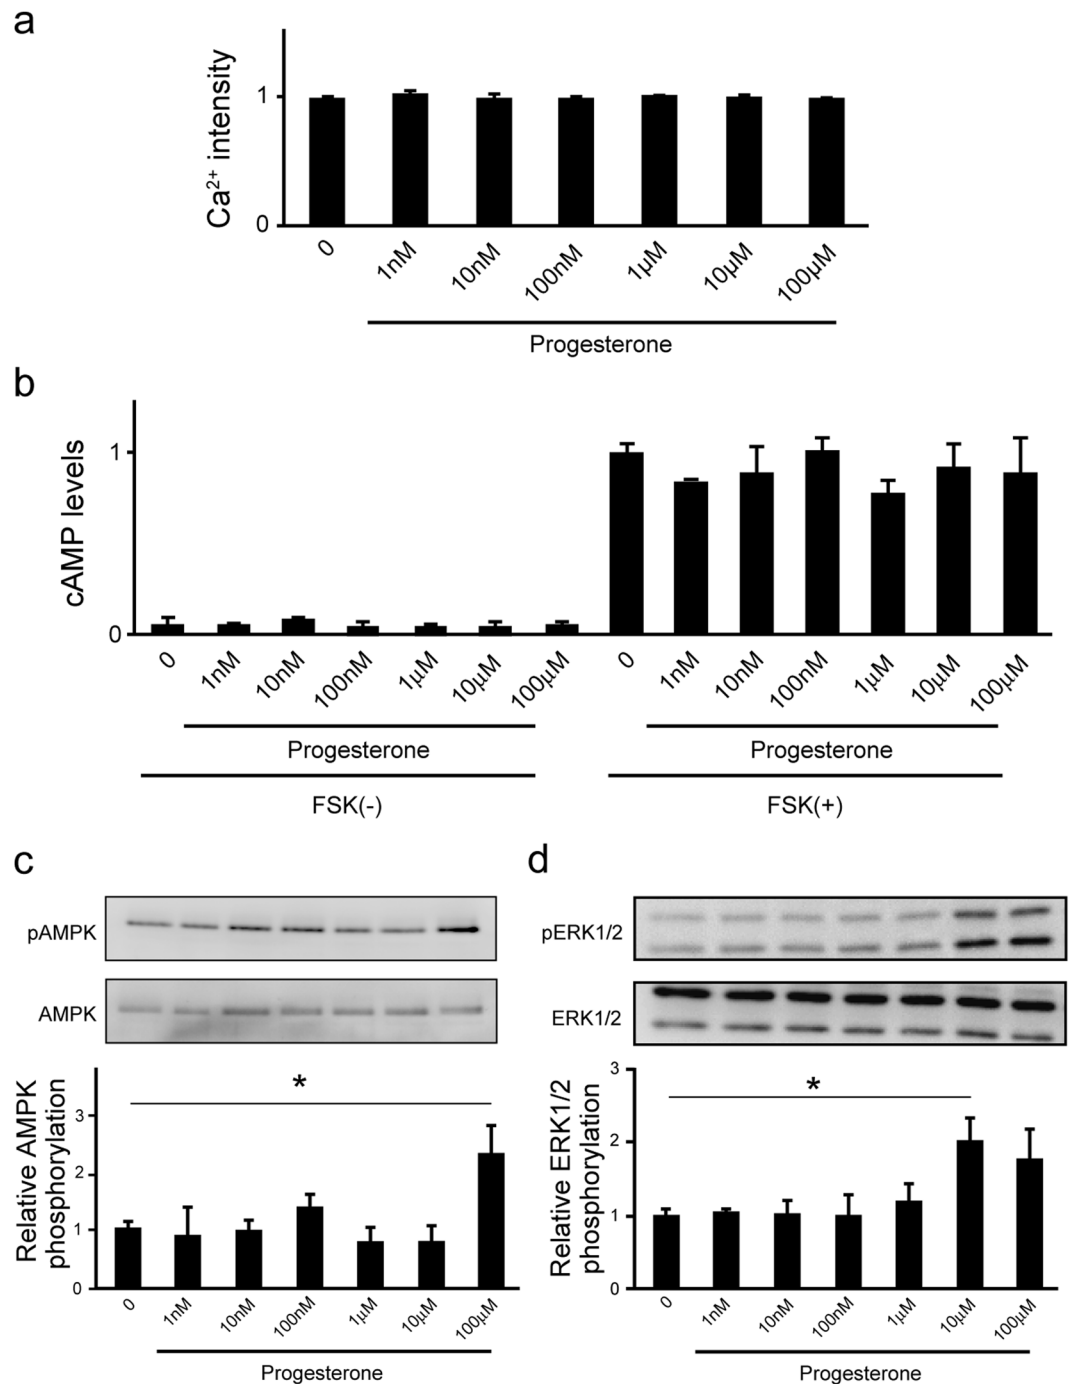 a
Ca²⁺ intensity
1
0
0 1nM 10nM 100nM 1μM 10μM 100μM
Progesterone
b
cAMP levels
1
0
0 1nM 10nM 100nM 1μM 10μM 100μM 0 1nM 10nM 100nM 1μM 10μM 100μM
Progesterone Progesterone
FSK(-) FSK(+)
c
pAMPK
AMPK
Relative AMPK
phosphorylation
*
3
2
1
0
0 1nM 10nM 100nM 1μM 10μM 100μM
Progesterone
d
pERK1/2
ERK1/2
Relative ERK1/2
phosphorylation
*
3
2
1
0
0 1nM 10nM 100nM 1μM 10μM 100μM
Progesterone